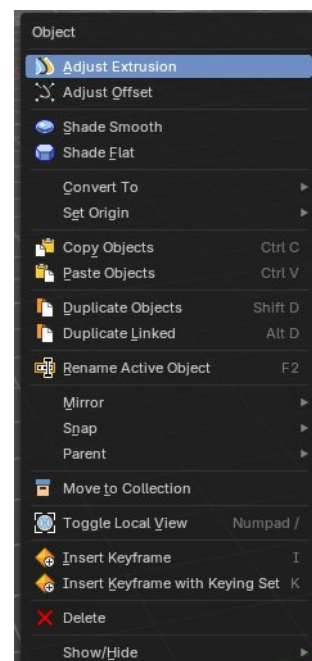 Object
Adjust Extrusion
Adjust Offset
Shade Smooth
Shade Flat
Convert To
Set Origin
Copy Objects Ctrl C
Paste Objects Ctrl V
Duplicate Objects Shift D
Duplicate Linked Alt D
Rename Active Object F2
Mirror
Snap
Parent
Move to Collection
Toggle Local View Numpad /
Insert Keyframe I
Insert Keyframe with Keying Set K
Delete
Show/Hide